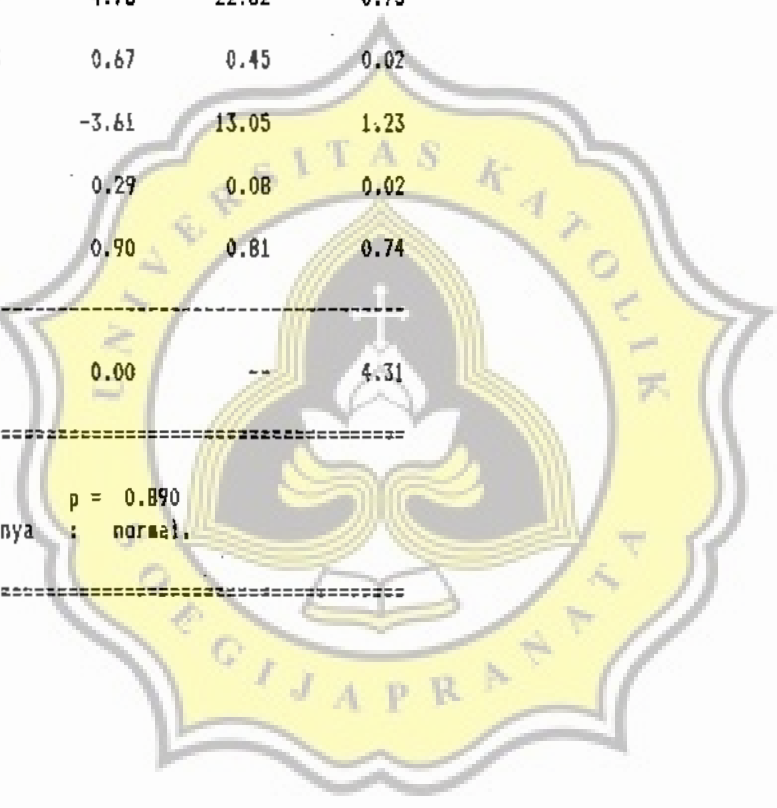 0.67 0.45 0.02
-3.61 13.05 1.23
0.29 0.08 0.02
0.90 0.81 0.74
--------------------------------
0.00 -- 4.31
================================
p = 0.890
nya : normal.
================================
UNIVERSITAS KATOLIK
SOEGIJAPRANATA